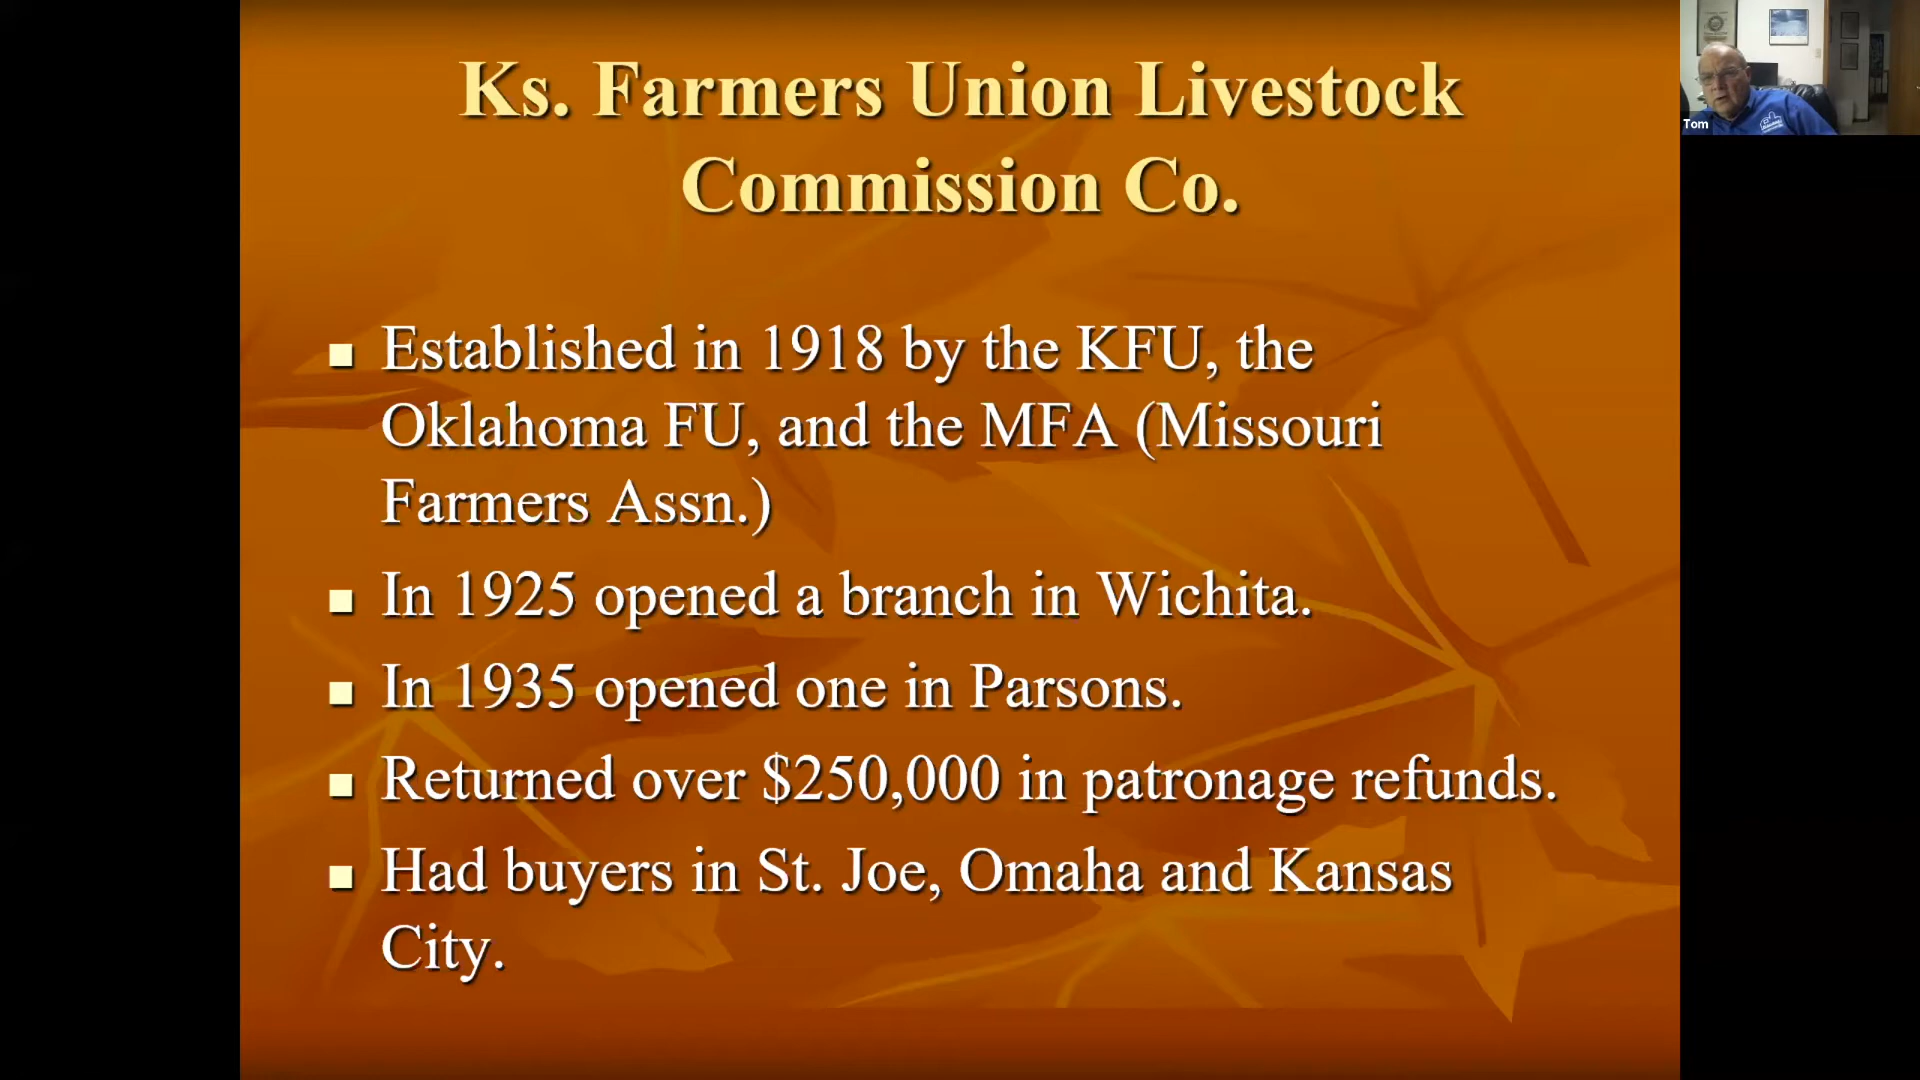 Ks. Farmers Union Livestock
Commission Co.
Established in 1918 by the KFU, the
Oklahoma FU, and the MFA (Missouri
Farmers Assn.)
In 1925 opened a branch in Wichita.
In 1935 opened one in Parsons.
Returned over $250,000 in patronage refunds.
Had buyers in St. Joe, Omaha and Kansas
City.
Tom